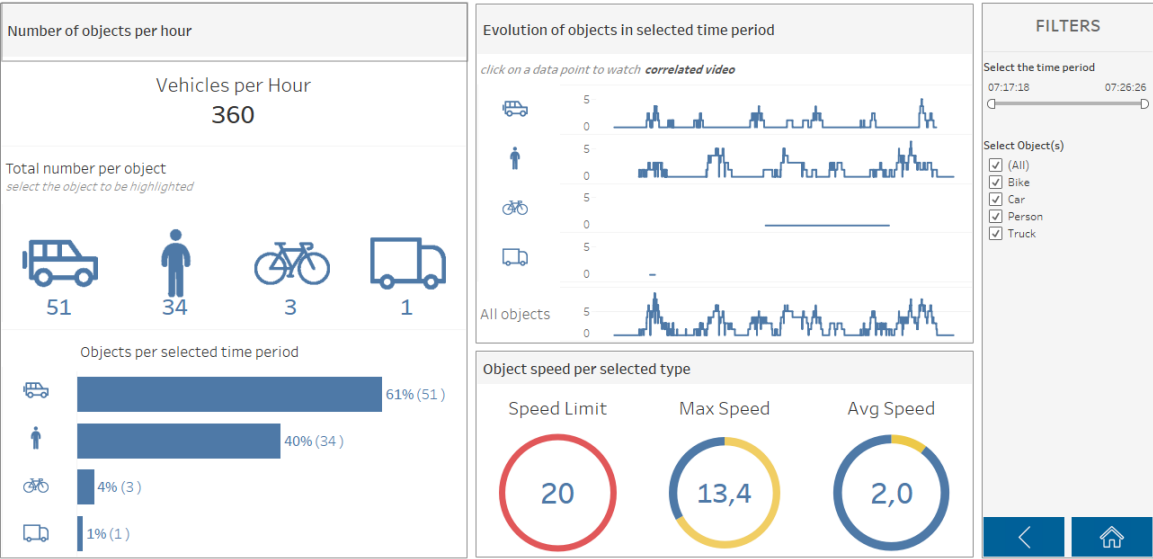 Number of objects per hour
Vehicles per Hour
360
Total number per object
select the object to be highlighted
51 34 3 1
Objects per selected time period
61% (51 )
40% (34 )
4% (3 )
1% (1 )
Evolution of objects in selected time period
click on a data point to watch correlated video
5
0
5
0
5
0
5
0
All objects
5
0
Object speed per selected type
Speed Limit Max Speed Avg Speed
20 13,4 2,0
FILTERS
Select the time period
07:17:18 07:26:26
Select Object(s)
(All)
Bike
Car
Person
Truck